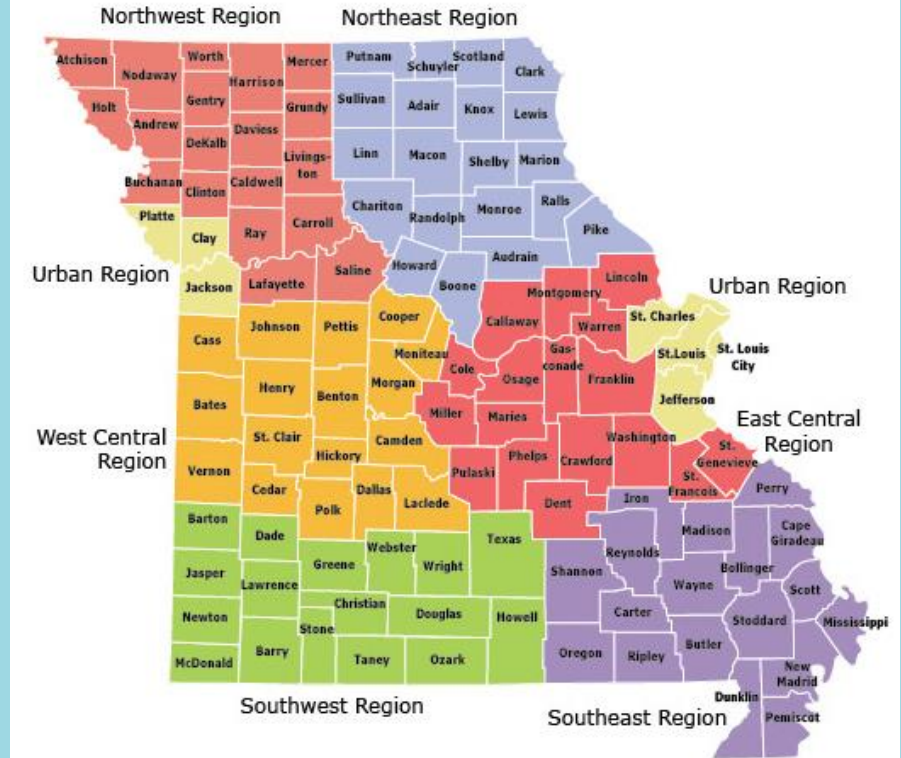 Northwest Region
Northeast Region
Atchison
Nodaway
Worth
Harrison
Mercer
Putnam
Schuyler
Scotland
Clark
Holt
Andrew
Gentry
Grundy
Sullivan
Adair
Knox
Lewis
DeKalb
Daviess
Livings-
ton
Linn
Macon
Shelby
Marion
Buchanan
Clinton
Caldwell
Chariton
Randolph
Monroe
Ralls
Platte
Clay
Ray
Carroll
Pike
Urban Region
Jackson
Lafayette
Saline
Howard
Boone
Audrain
Urban Region
Callaway
Montgomery
Lincoln
Warren
St. Charles
Cass
Johnson
Pettis
Cooper
Moniteau
Cole
Osage
Gas-
conade
Franklin
St.Louis
St. Louis
City
Jefferson
Bates
Henry
Benton
Morgan
Miller
Maries
East Central
Region
West Central
Region
Vernon
St. Clair
Hickory
Camden
Pulaski
Phelps
Crawford
Washington
St.
Francois
St.
Genevieve
Cedar
Polk
Dallas
Laclede
Dent
Iron
Perry
Barton
Dade
Greene
Webster
Wright
Texas
Shannon
Reynolds
Madison
Cape
Giradeau
Bollinger
Jasper
Lawrence
Christian
Douglas
Howell
Carter
Wayne
Scott
Newton
Stone
Stoddard
Mississippi
McDonald
Barry
Taney
Ozark
Oregon
Ripley
Butler
New
Madrid
Dunklin
Pemiscot
Southwest Region
Southeast Region